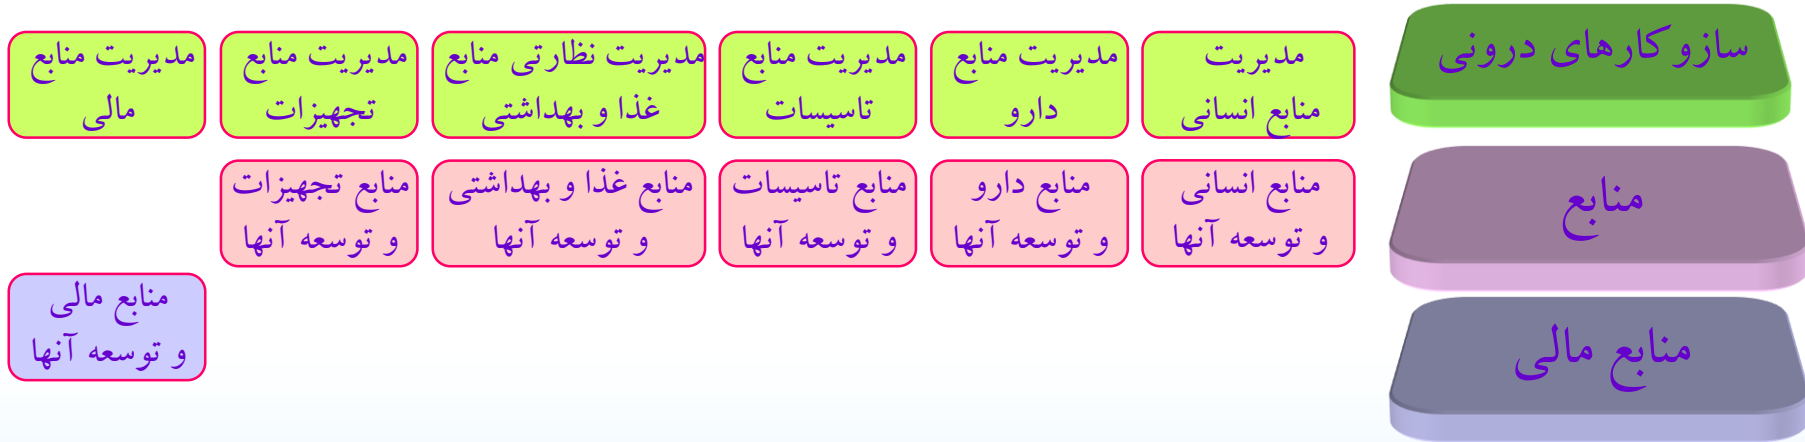 سازو کارهای درونی
مدیریت
منابع انسانی
مدیریت منابع
دارو
مدیریت منابع
تاسیسات
مدیریت نظارتی منابع
غذا و بهداشتی
مدیریت منابع
تجهیزات
مدیریت منابع
مالی
منابع
منابع انسانی
و توسعه آنها
منابع دارو
و توسعه آنها
منابع تاسیسات
و توسعه آنها
منابع غذا و بهداشتی
و توسعه آنها
منابع تجهیزات
و توسعه آنها
منابع مالی
منابع مالی
و توسعه آنها